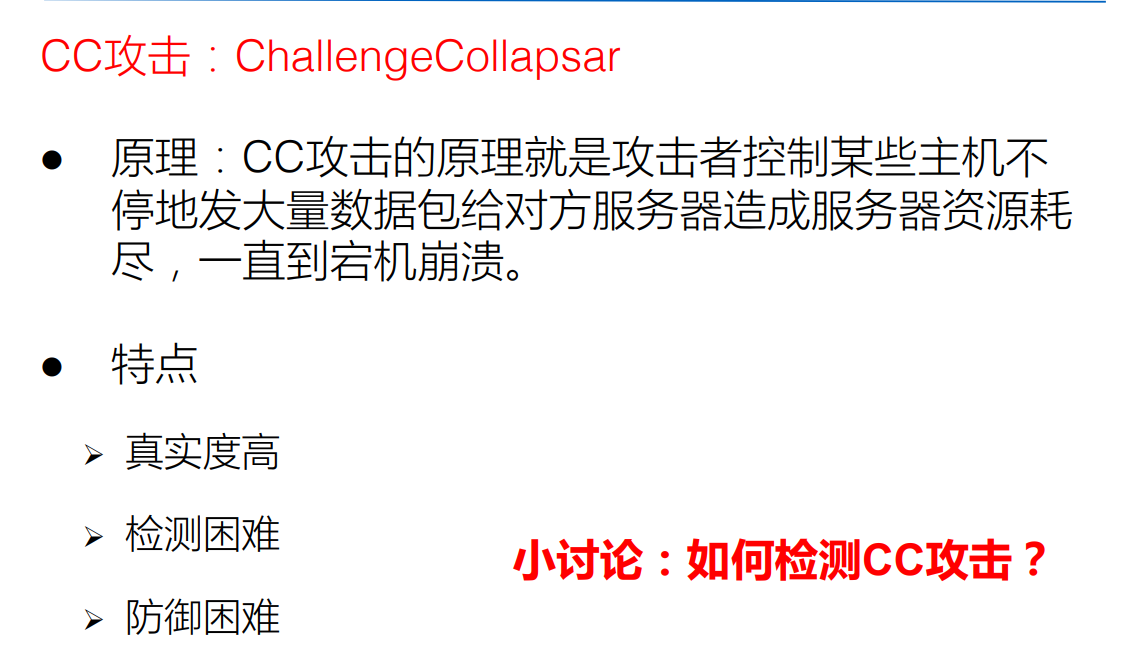 CC攻击：ChallengeCollapsar
● 原理：CC攻击的原理就是攻击者控制某些主机不
停地发大量数据包给对方服务器造成服务器资源耗
尽，一直到宕机崩溃。
● 特点
➢ 真实度高
➢ 检测困难
小讨论：如何检测CC攻击？
➢ 防御困难